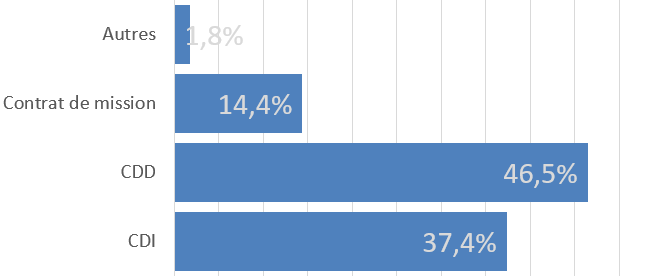 Autres 1,8%
Contrat de mission 14,4%
CDD 46,5%
CDI 37,4%